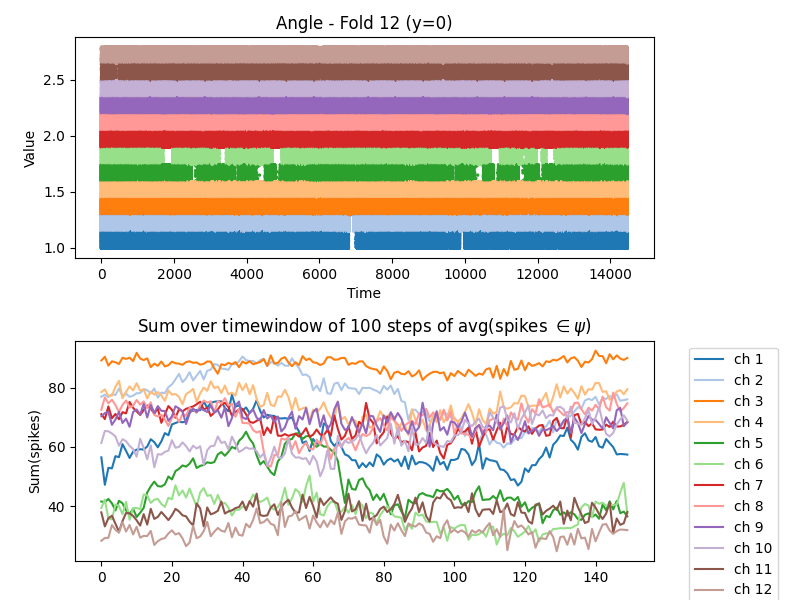 Angle - Fold 12 (y=0)
Value
2.5
2.0
1.5
1.0
0 2000 4000 6000 8000 10000 12000 14000
Time
Sum over timewindow of 100 steps of avg(spikes ∈ ψ)
Sum(spikes)
80
60
40
0 20 40 60 80 100 120 140
ch 1
ch 2
ch 3
ch 4
ch 5
ch 6
ch 7
ch 8
ch 9
ch 10
ch 11
ch 12